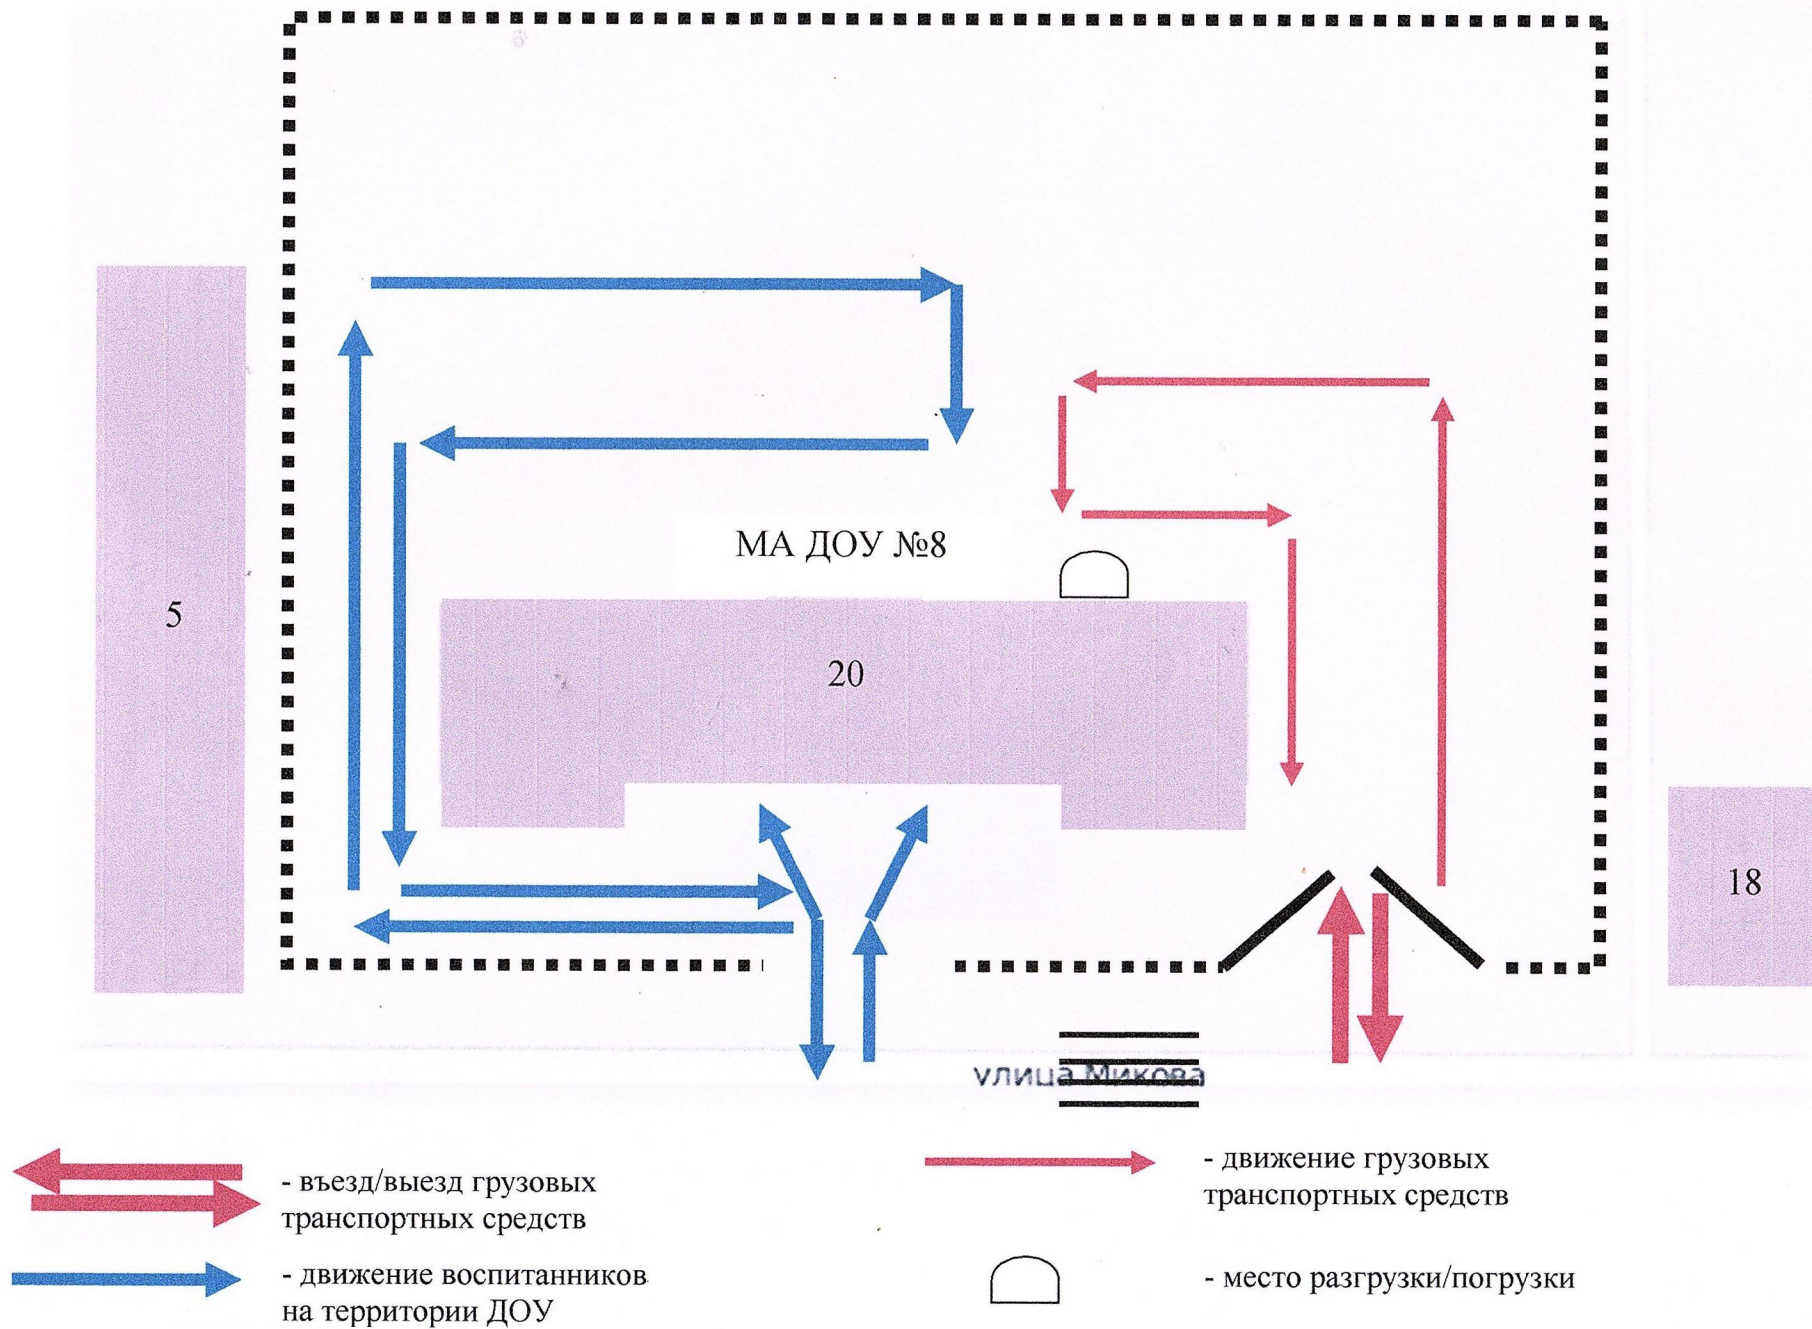 МА ДОУ №8
5
20
18
улица Микова
- въезд/выезд грузовых
транспортных средств
- движение грузовых
транспортных средств
- движение воспитанников
на территории ДОУ
- место разгрузки/погрузки